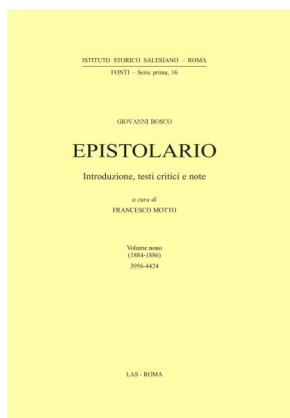 ISTITUTO STORICO SALESIANO – ROMA
FONTI – Serie prima, 16
GIOVANNI BOSCO
EPISTOLARIO
Introduzione, testi critici e note
a cura di
FRANCESCO MOTTO
Volume nono
(1884-1886)
3956-4424
LAS - ROMA